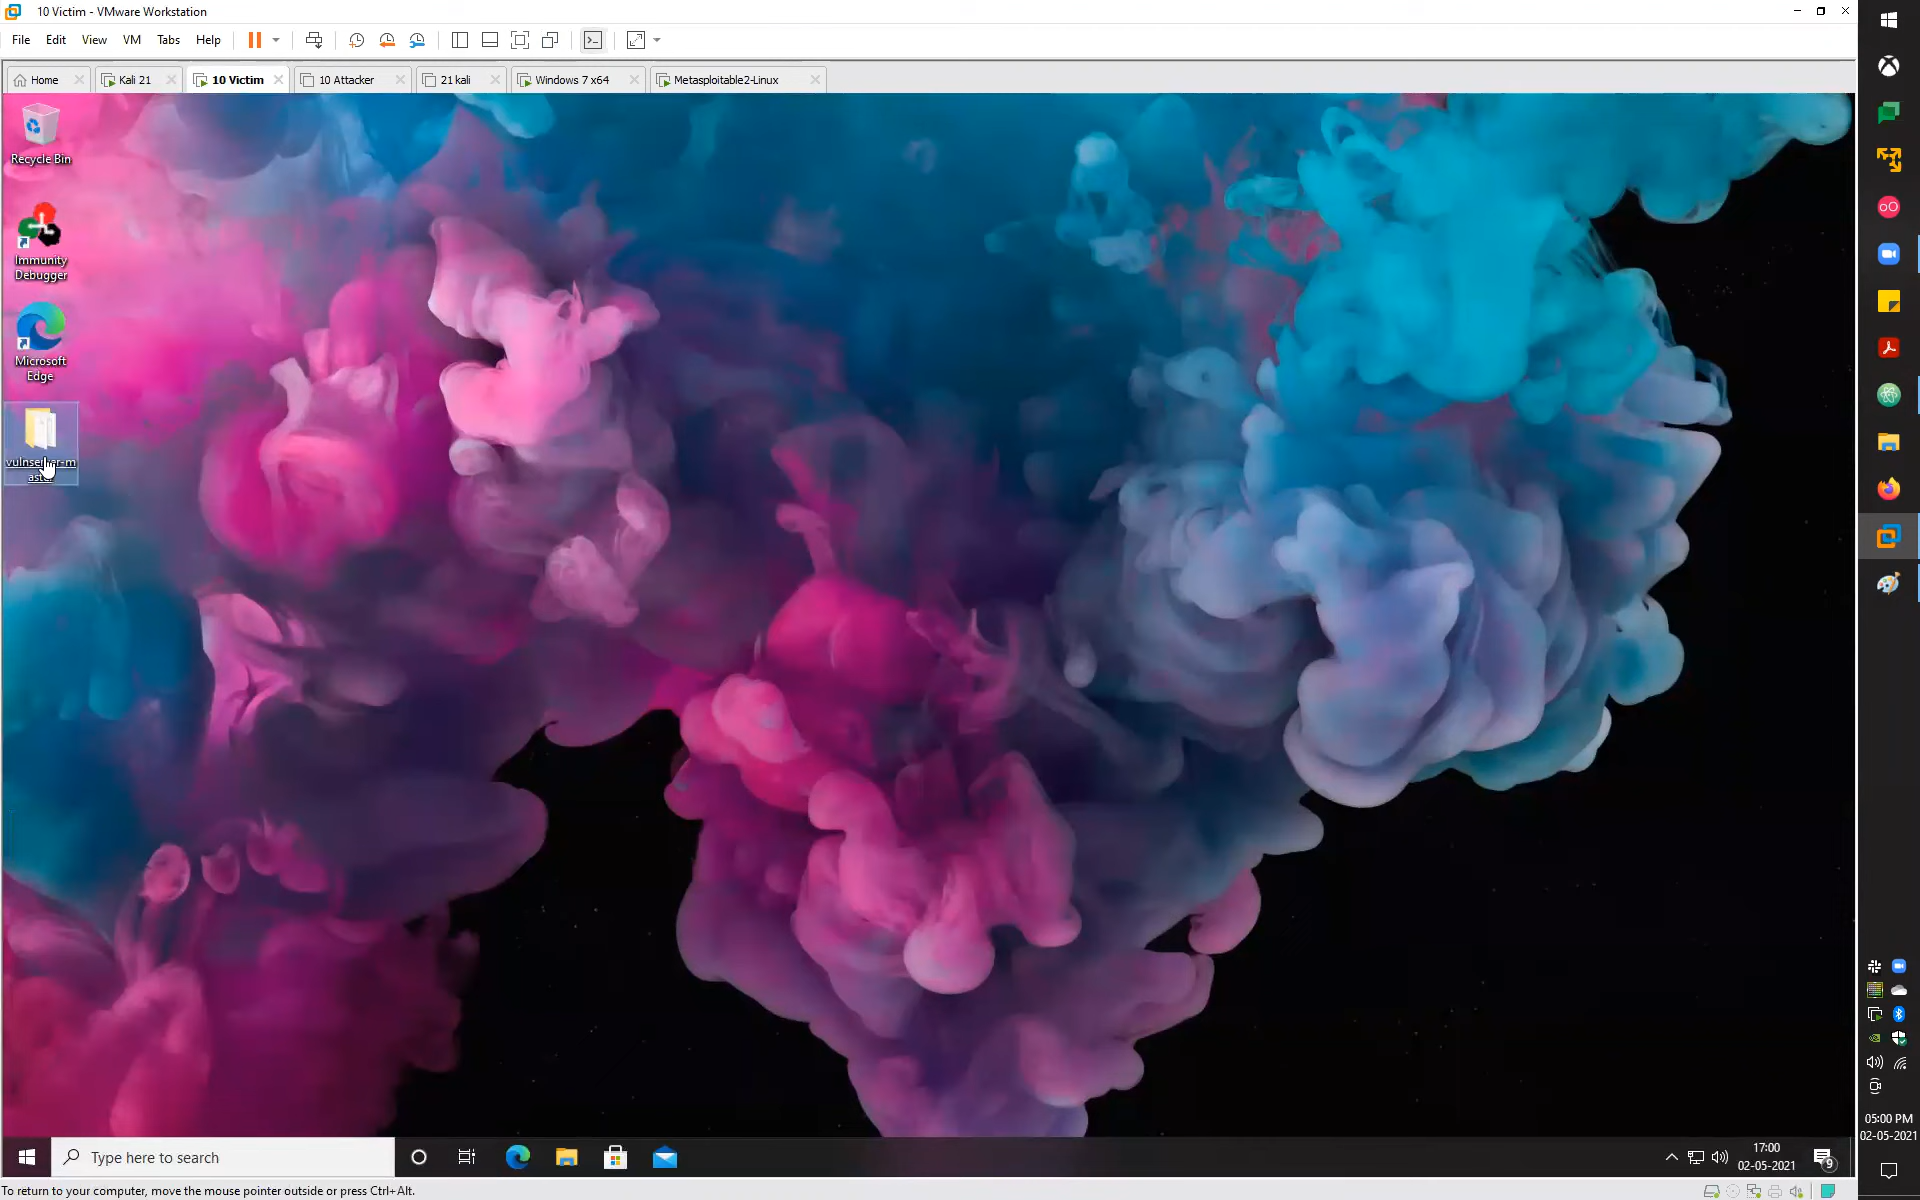 10 Victim - VMware Workstation
File Edit View VM Tabs Help
Home Kali 21 10 Victim 10 Attacker 21 kali Windows 7 x64 Metasploitable2-Linux
Recycle Bin
Immunity
Debugger
Microsoft
Edge
Type here to search
17:00
02-05-2021
9
To return to your computer, move the mouse pointer outside or press Ctrl+Alt.
05:00 PM
02-05-2021